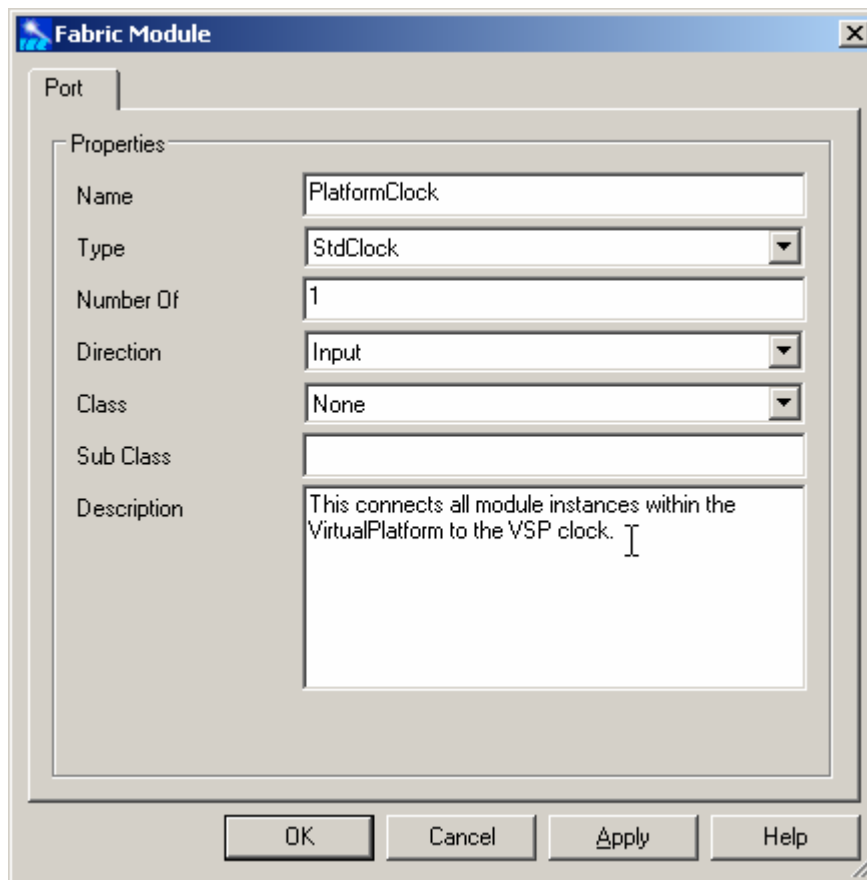 Fabric Module
Port
Properties
Name PlatformClock
Type StdClock
Number Of 1
Direction Input
Class None
Sub Class
Description This connects all module instances within the
VirtualPlatform to the VSP clock.
OK Cancel Apply Help